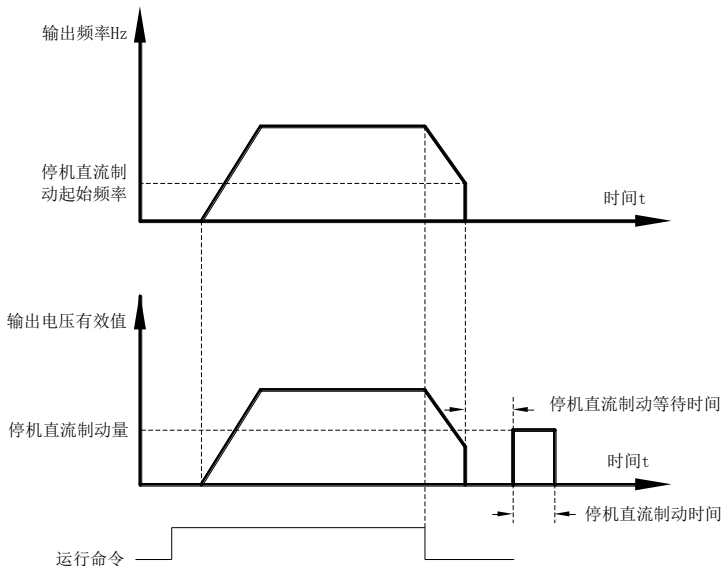 输出频率Hz
停机直流制
动起始频率
时间t
输出电压有效值
停机直流制动等待时间
停机直流制动量
时间t
停机直流制动时间
运行命令